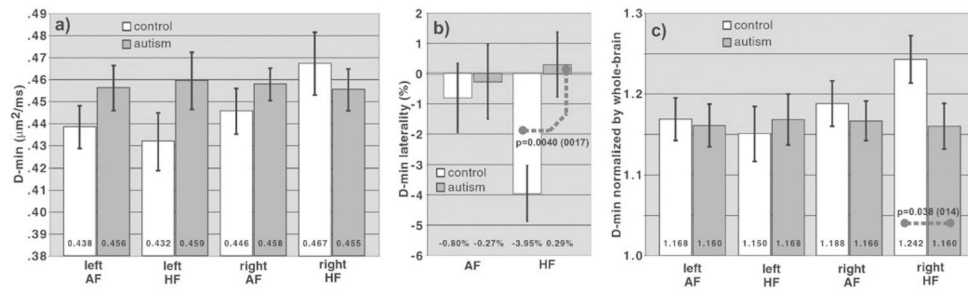 a)
control
autism
D-min (µm²/ms)
.49
.48
.47
.46
.45
.44
.43
.42
.41
.40
.39
.38
0.438 0.456 0.432 0.459 0.446 0.458 0.467 0.455
left AF
left HF
right AF
right HF
b)
D-min laterality (%)
2
1
0
-1
-2
-3
-4
-5
-6
p=0.0040 (0017)
control
autism
-0.80% -0.27% -3.95% 0.29%
AF
HF
c)
control
autism
D-min normalized by whole-brain
1.3
1.2
1.1
1.0
p=0.038 (014)
1.168 1.160 1.150 1.168 1.188 1.166 1.242 1.160
left AF
left HF
right AF
right HF